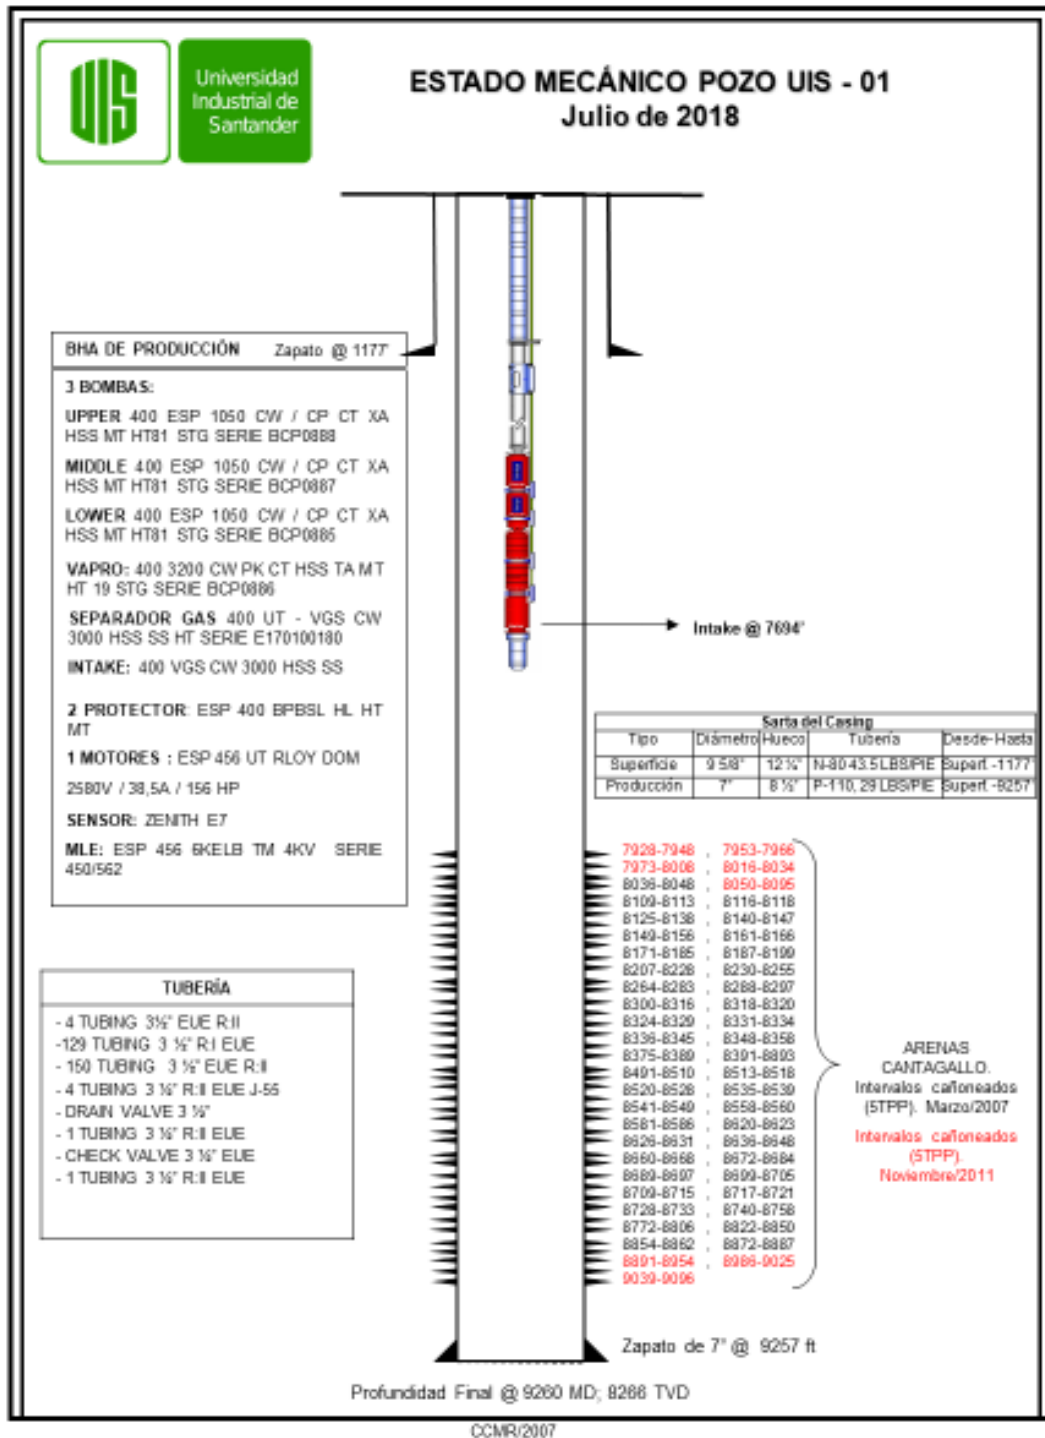 UIS
Universidad
Industrial de
Santander
ESTADO MECÁNICO POZO UIS - 01
Julio de 2018
BHA DE PRODUCCIÓN Zapato @ 1177'
3 BOMBAS:
UPPER 400 ESP 1050 CW / CP CT XA
HSS MT HT81 STG SERIE BCP0888
MIDDLE 400 ESP 1050 CW / CP CT XA
HSS MT HT81 STG SERIE BCP0887
LOWER 400 ESP 1050 CW / CP CT XA
HSS MT HT81 STG SERIE BCP0885
VAPRO: 400 3200 CW PK CT HSS TA MT
HT 19 STG SERIE BCP0886
SEPARADOR GAS 400 UT - VGS CW
3000 HSS SS HT SERIE E170100180
INTAKE: 400 VGS CW 3000 HSS SS
2 PROTECTOR: ESP 400 BPBSL HL HT
MT
1 MOTORES : ESP 456 UT RLOY DOM
2580V / 38,5A / 156 HP
SENSOR: ZENITH E7
MLE: ESP 456 6KELB TM 4KV SERIE
450/562
Intake @ 7694'
Sarta del Casing
Tipo Diámetro Hueco Tubería Desde-Hasta
Superficie 9 5/8" 12 ¼" N-80 43.5 LBS/PIE Superf. -1177'
Producción 7" 8 ½" P-110, 29 LBS/PIE Superf. -9257'
7928-7948 , 7953-7966
7973-8008 , 8016-8034
8036-8048 , 8050-8095
8109-8113 , 8116-8118
8125-8138 , 8140-8147
8149-8156 , 8161-8166
8171-8185 , 8187-8199
8207-8228 , 8230-8255
8264-8283 , 8288-8297
8300-8316 , 8318-8320
8324-8329 , 8331-8334
8336-8345 , 8348-8358
8375-8389 , 8391-8893
8491-8510 , 8513-8518
8520-8528 , 8535-8539
8541-8549 , 8558-8560
8581-8586 , 8620-8623
8626-8631 , 8636-8648
8660-8668 , 8672-8684
8689-8697 , 8699-8705
8709-8715 , 8717-8721
8728-8733 , 8740-8758
8772-8806 , 8822-8850
8854-8862 , 8872-8887
8891-8954 , 8986-9025
9039-9096
ARENAS
CANTAGALLO.
Intervalos cañoneados
(5TPP). Marzo/2007
Intervalos cañoneados
(5TPP).
Noviembre/2011
TUBERÍA
- 4 TUBING 3½" EUE R:II
-129 TUBING 3 ½" R:I EUE
- 150 TUBING 3 ½" EUE R:II
- 4 TUBING 3 ½" R:II EUE J-55
- DRAIN VALVE 3 ½"
- 1 TUBING 3 ½" R:II EUE
- CHECK VALVE 3 ½" EUE
- 1 TUBING 3 ½" R:II EUE
Zapato de 7" @ 9257 ft
Profundidad Final @ 9260 MD; 8266 TVD
CCMR/2007